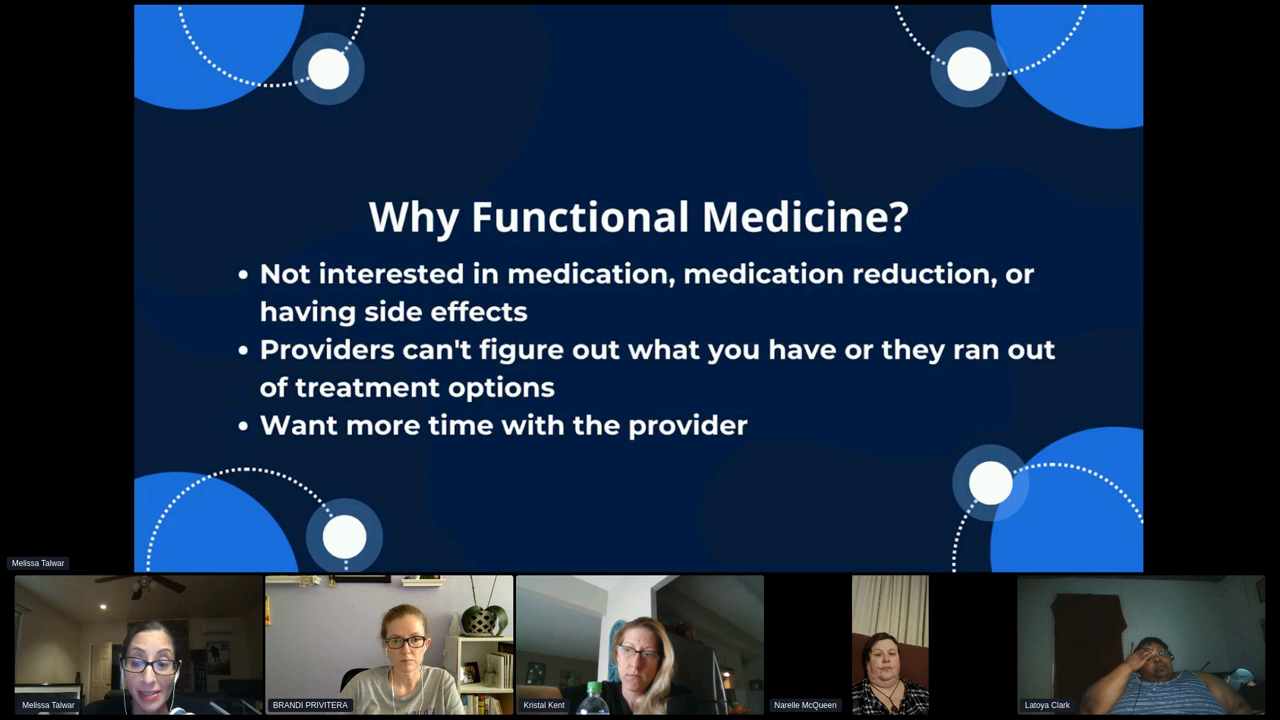 Why Functional Medicine?
• Not interested in medication, medication reduction, or
having side effects
• Providers can't figure out what you have or they ran out
of treatment options
• Want more time with the provider
Melissa Talwar
Melissa Talwar
BRANDI PRIVITERA
Kristal Kent
Narelle McQueen
Latoya Clark